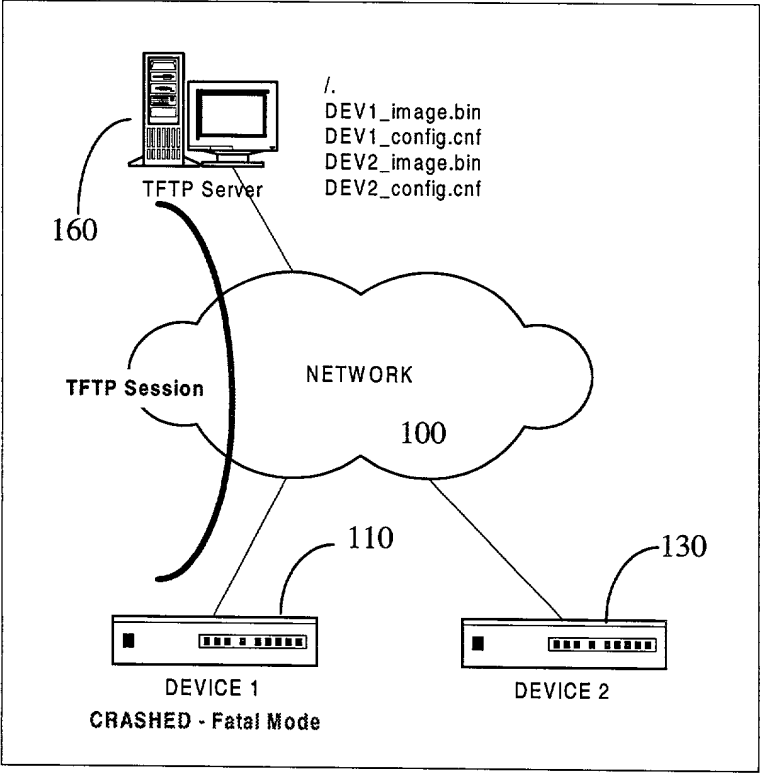 /.
DEV1_image.bin
DEV1_config.cnf
DEV2_image.bin
DEV2_config.cnf
TFTP Server
160
TFTP Session
NETWORK
100
110
130
DEVICE 1
CRASHED - Fatal Mode
DEVICE 2